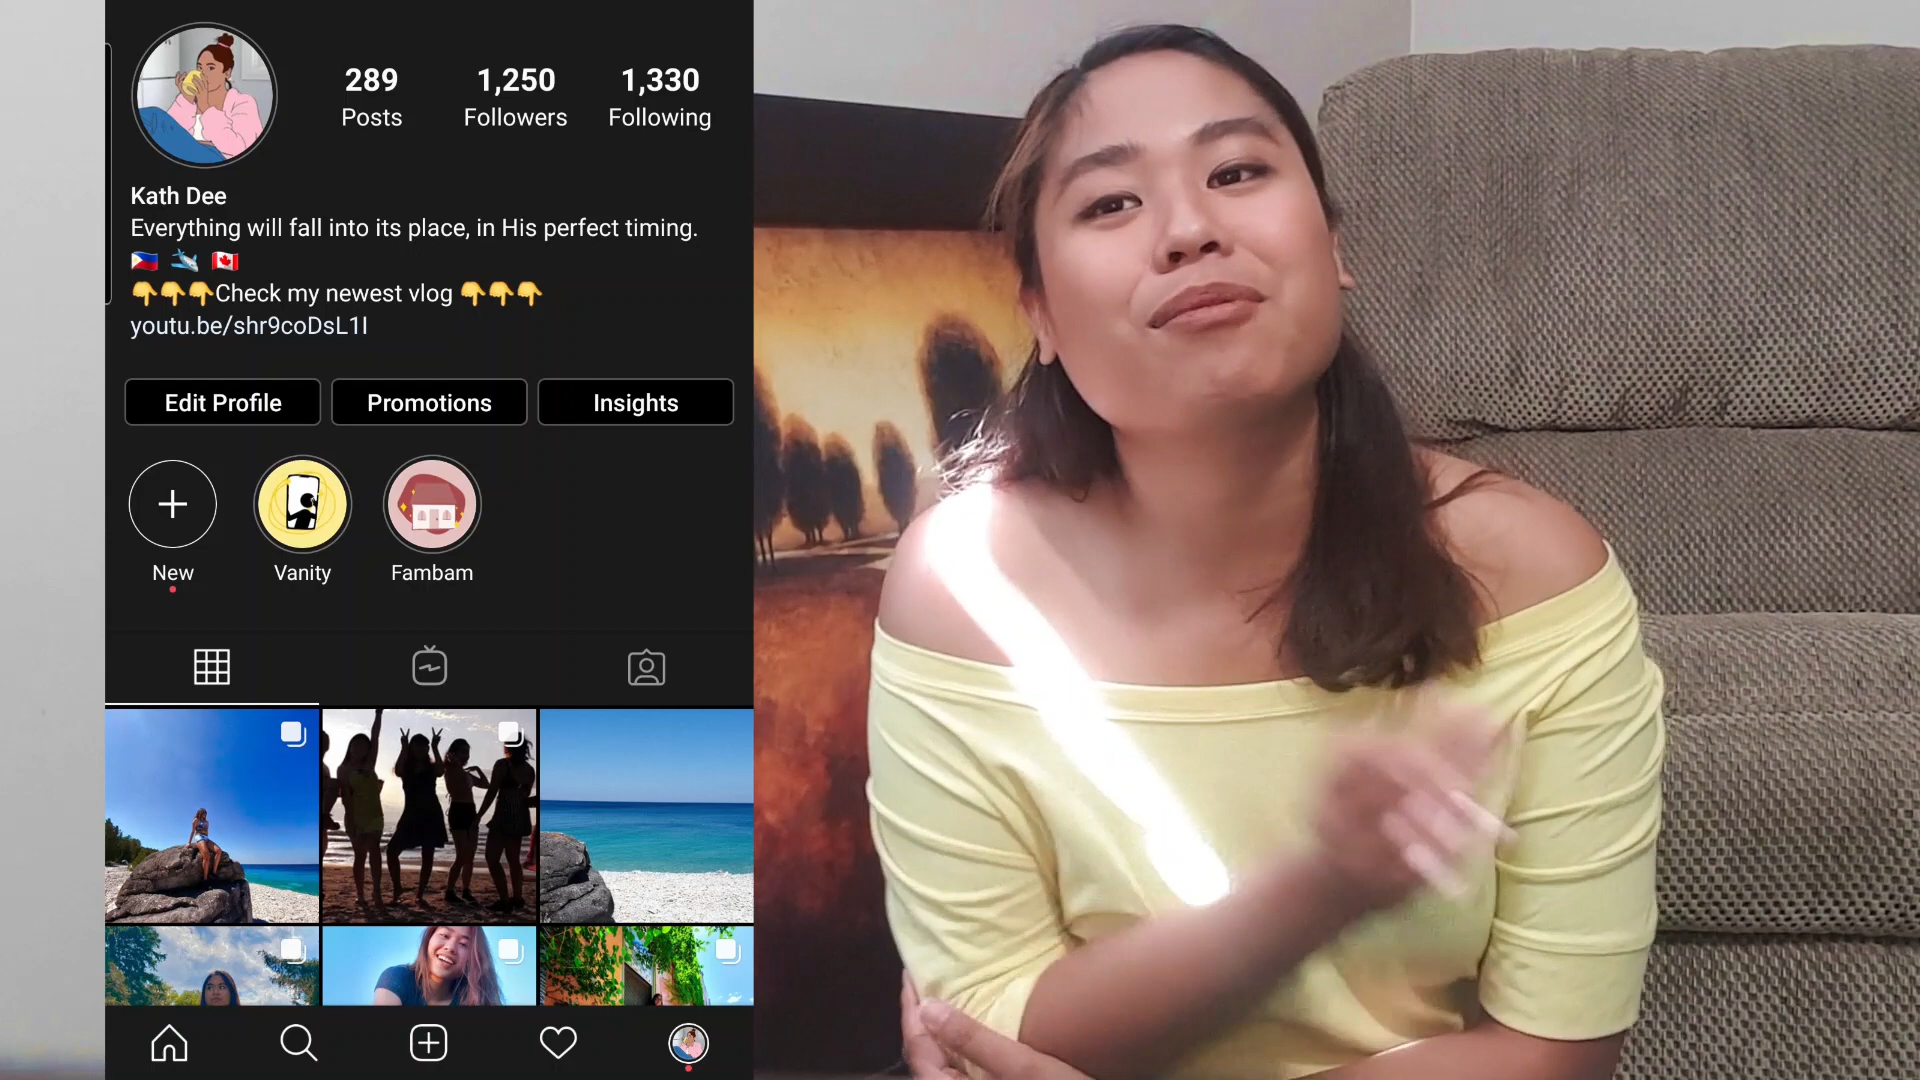 289 1,250 1,330
Posts Followers Following
Kath Dee
Everything will fall into its place, in His perfect timing.
🇵🇭 🛩️ 🇨🇦
👇👇👇Check my newest vlog 👇👇👇
youtu.be/shr9coDsL1I
Edit Profile Promotions Insights
New Vanity Fambam